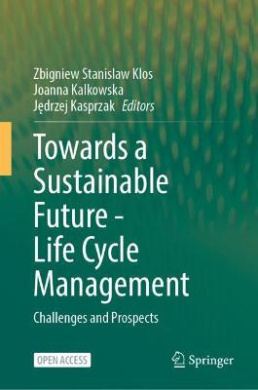 Zbigniew Stanislaw Klos
Joanna Kalkowska
Jędrzej Kasprzak Editors
Towards a
Sustainable
Future -
Life Cycle
Management
Challenges and Prospects
OPEN ACCESS
Springer